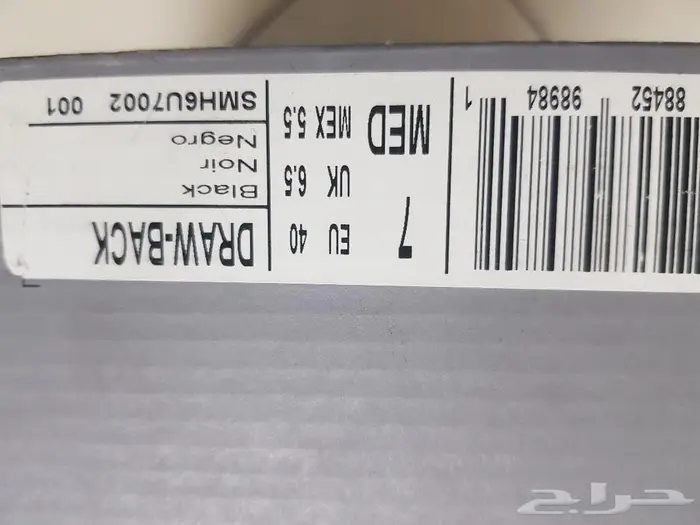 88452 98984 1
7
MED
EU 40
UK 6.5
MEX 5.5
DRAW-BACK
Black
Noir
Negro
SMH6U7002 001
حراج